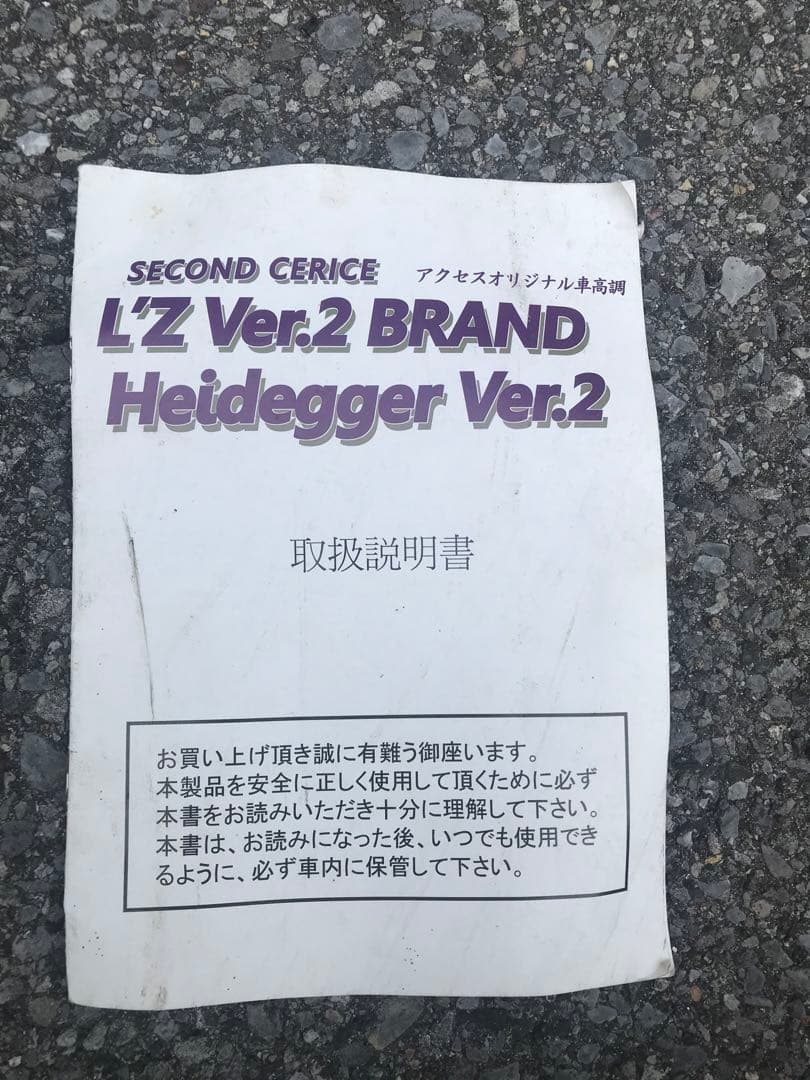 SECOND CERICE アクセスオリジナル車高調
L'Z Ver.2 BRAND
Heidegger Ver.2
取扱説明書
お買い上げ頂き誠に有難う御座います。
本製品を安全に正しく使用して頂くために必ず
本書をお読みいただき十分に理解して下さい。
本書は、お読みになった後、いつでも使用でき
るように、必ず車内に保管して下さい。